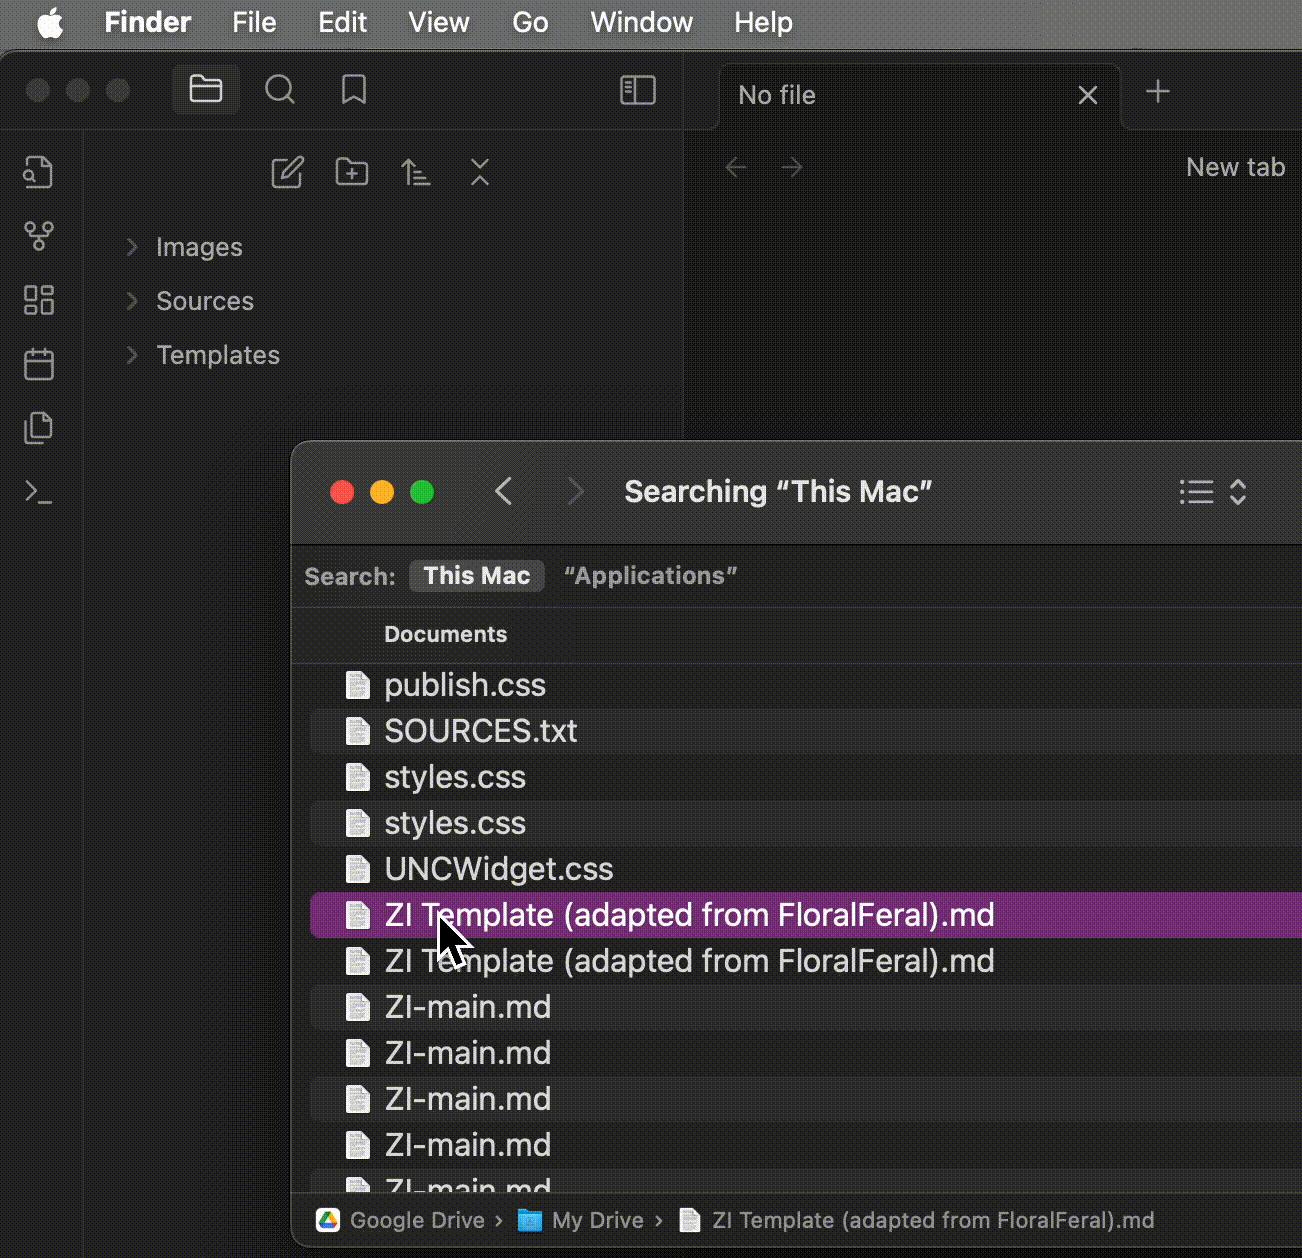 Finder File Edit View Go Window Help
No file
New tab
Images
Sources
Templates
Searching “This Mac”
Search: This Mac “Applications”
Documents
publish.css
SOURCES.txt
styles.css
styles.css
UNCWidget.css
ZI Template (adapted from FloralFeral).md
ZI Template (adapted from FloralFeral).md
ZI-main.md
ZI-main.md
ZI-main.md
ZI-main.md
ZI-main.md
Google Drive › My Drive › ZI Template (adapted from FloralFeral).md